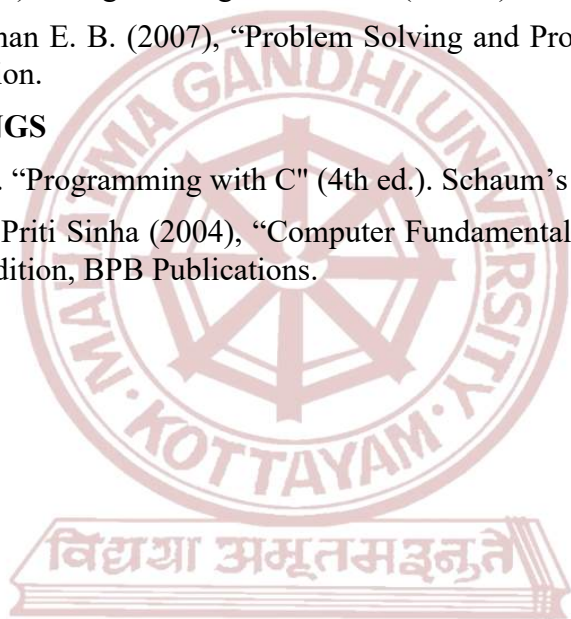 han E. B. (2007), “Problem Solving and Pro
ion.
NGS
. “Programming with C" (4th ed.). Schaum’s
Priti Sinha (2004), “Computer Fundamental
dition, BPB Publications.
MAHATMA GANDHI UNIVERSITY
KOTTAYAM
विद्यया अमृतमश्नुते